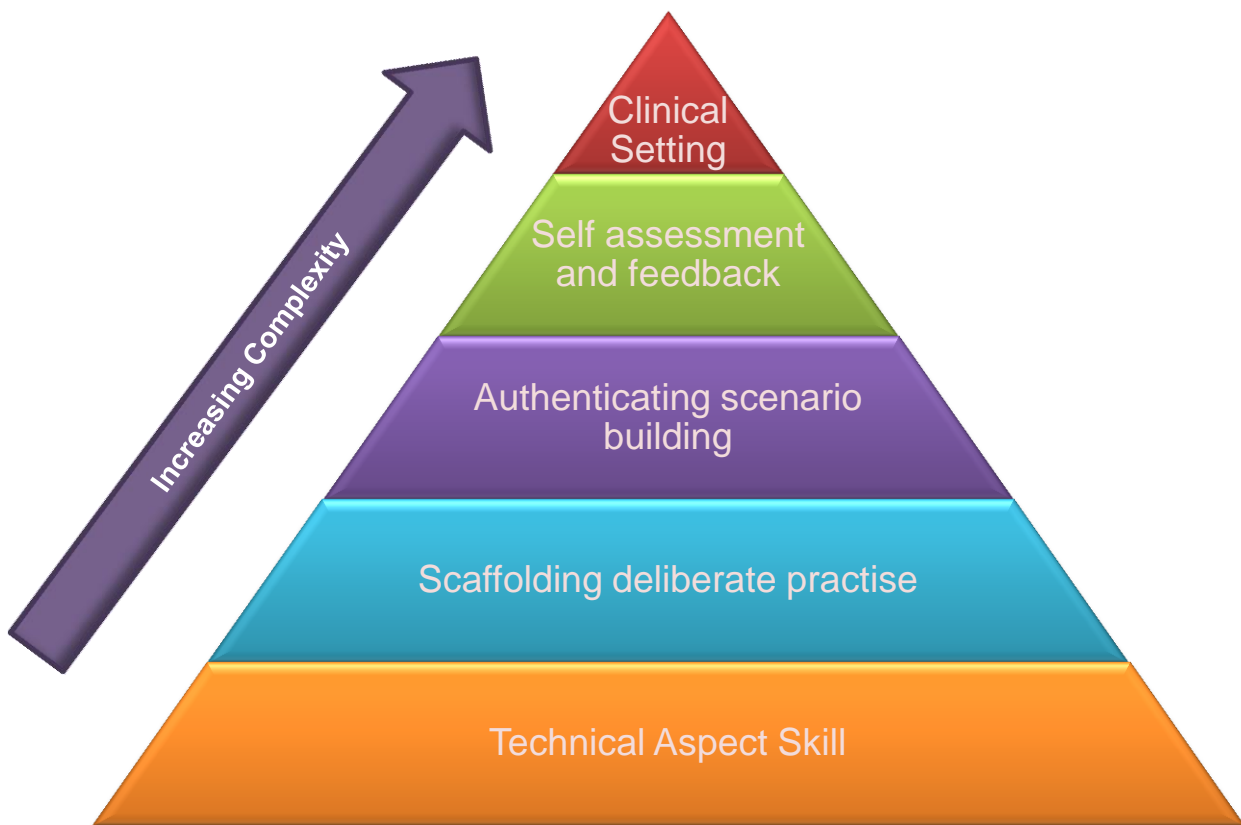 Increasing Complexity
Clinical
Setting
Self assessment
and feedback
Authenticating scenario
building
Scaffolding deliberate practise
Technical Aspect Skill